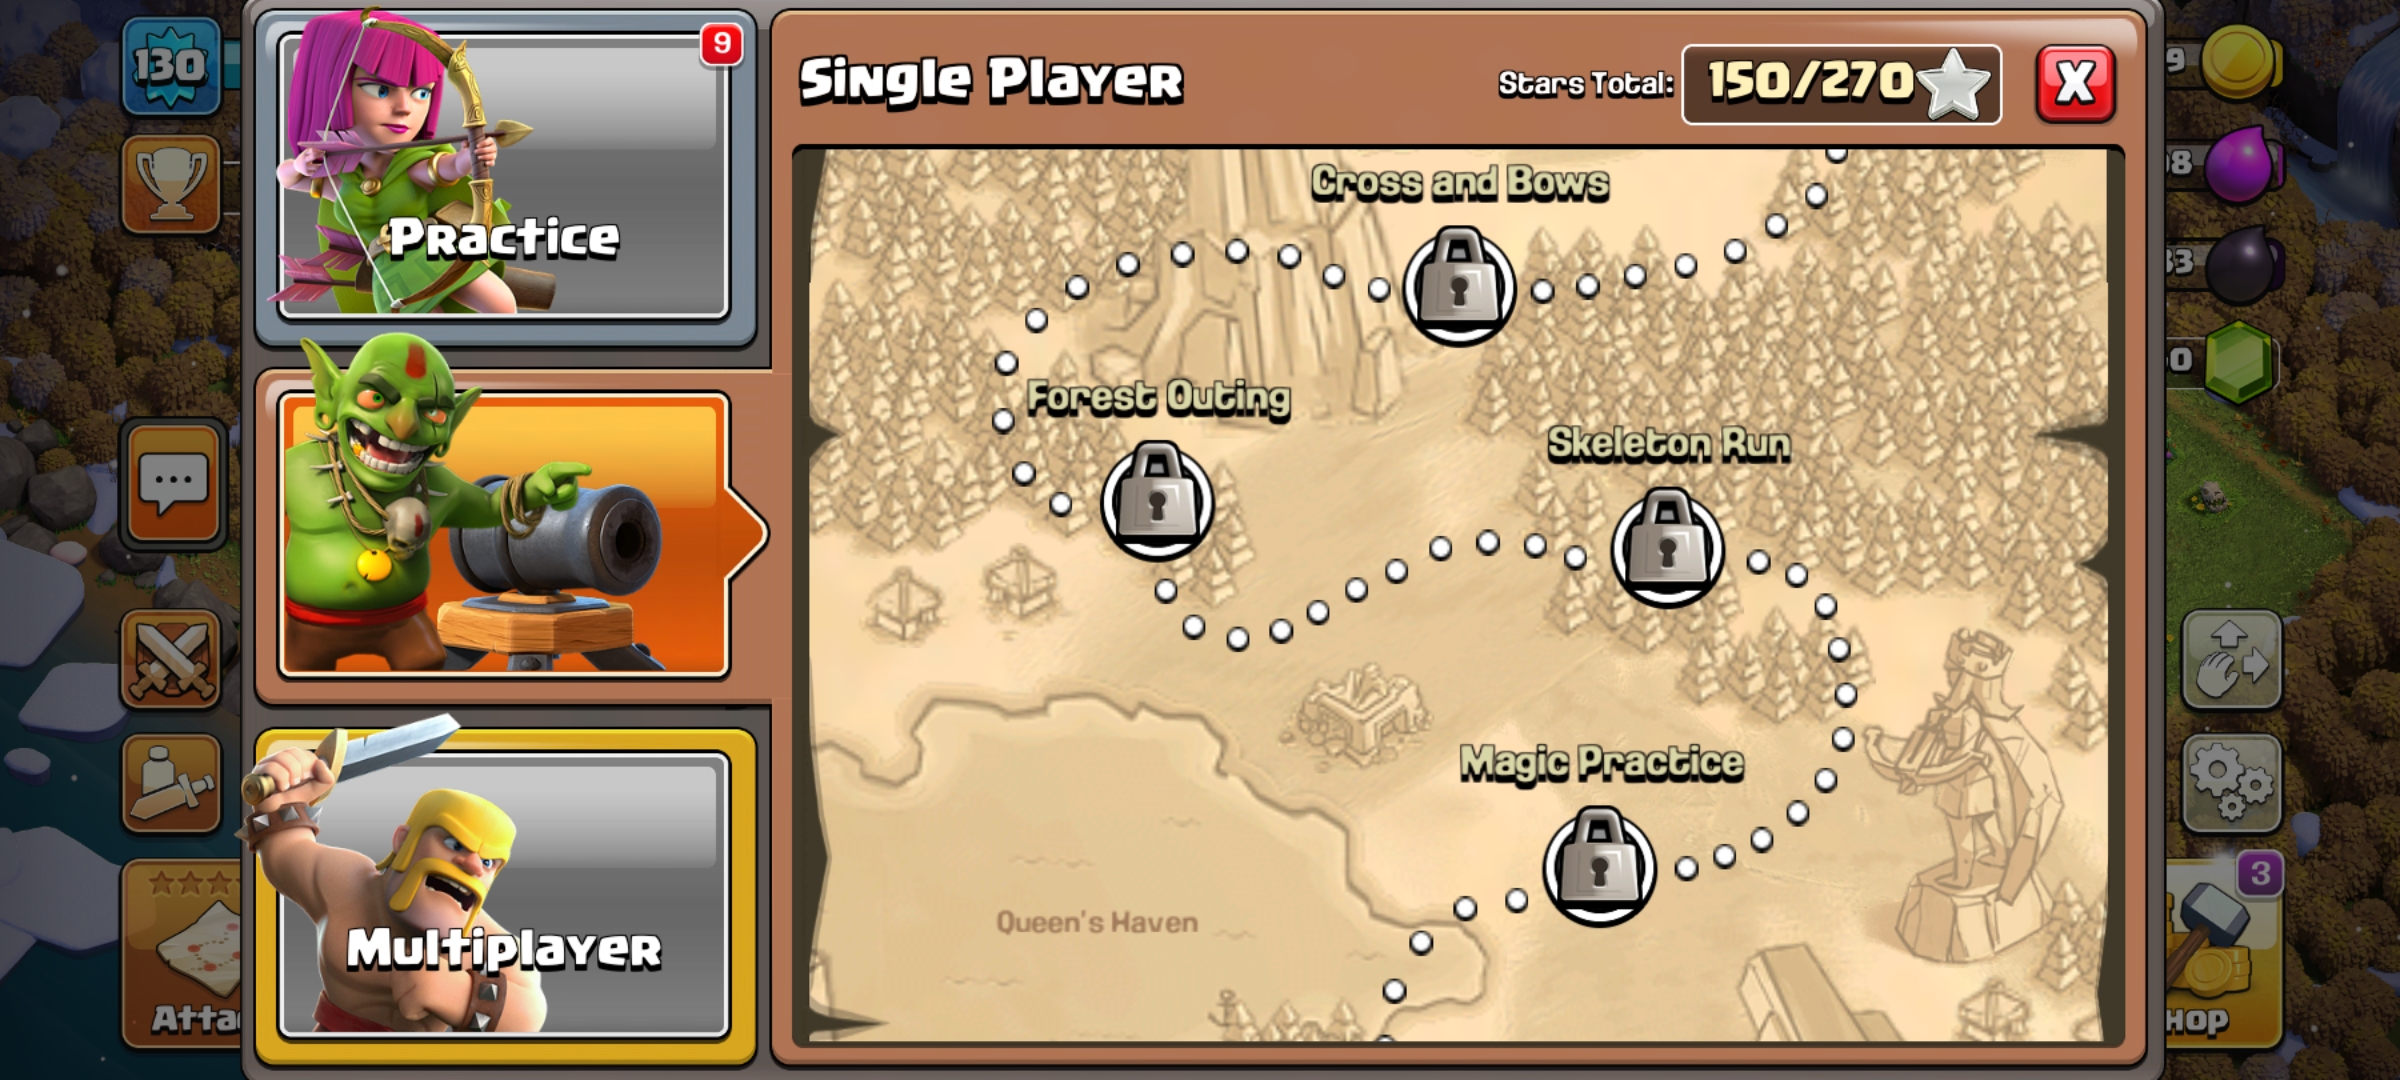 130
9
Practice
Multiplayer
Single Player
Stars Total:
150/270
X
Cross and Bows
Forest Outing
Skeleton Run
Magic Practice
Queen's Haven
9
3